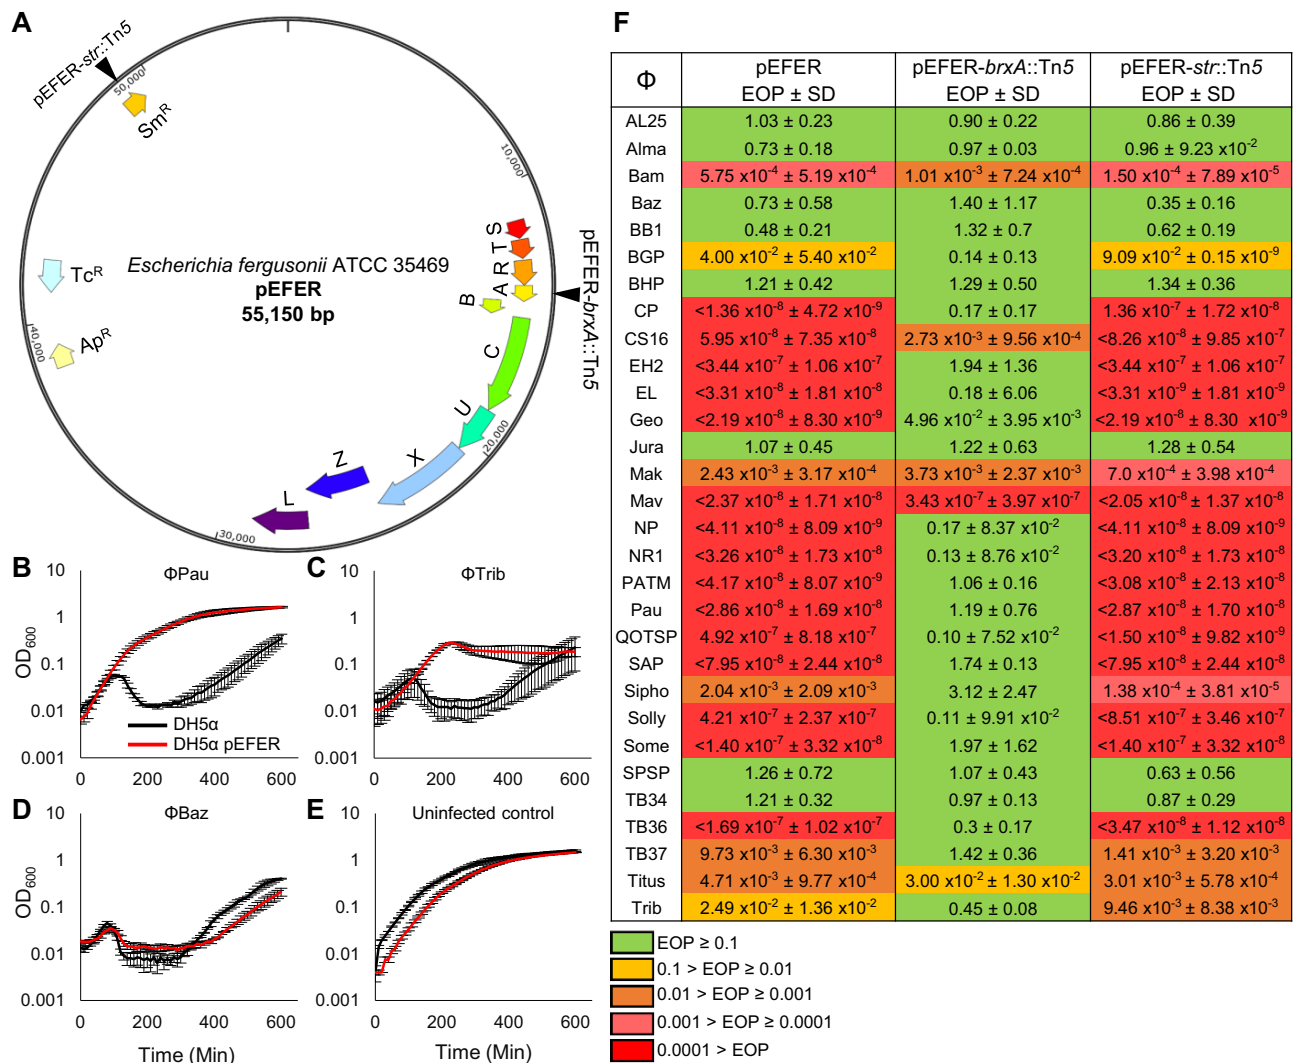 A
pEFER-str::Tn5
50,000
Sm^R
10,000
S
T
R
A
B
pEFER-brxA::Tn5
Tc^R
Escherichia fergusonii ATCC 35469
pEFER
55,150 bp
40,000
Ap^R
C
U
20,000
X
Z
L
30,000
B
ΦPau
OD600
10
1
0.1
0.01
0.001
DH5α
DH5α pEFER
0 200 400 600
C
ΦTrib
10
1
0.1
0.01
0.001
0 200 400 600
D
ΦBaz
OD600
10
1
0.1
0.01
0.001
0 200 400 600
Time (Min)
E
Uninfected control
10
1
0.1
0.01
0.001
0 200 400 600
Time (Min)
F
Φ pEFER EOP ± SD pEFER-brxA::Tn5 EOP ± SD pEFER-str::Tn5 EOP ± SD
AL25 1.03 ± 0.23 0.90 ± 0.22 0.86 ± 0.39
Alma 0.73 ± 0.18 0.97 ± 0.03 0.96 ± 9.23 x10^-2
Bam 5.75 x10^-4 ± 5.19 x10^-4 1.01 x10^-3 ± 7.24 x10^-4 1.50 x10^-4 ± 7.89 x10^-5
Baz 0.73 ± 0.58 1.40 ± 1.17 0.35 ± 0.16
BB1 0.48 ± 0.21 1.32 ± 0.7 0.62 ± 0.19
BGP 4.00 x10^-2 ± 5.40 x10^-2 0.14 ± 0.13 9.09 x10^-2 ± 0.15 x10^-9
BHP 1.21 ± 0.42 1.29 ± 0.50 1.34 ± 0.36
CP <1.36 x10^-8 ± 4.72 x10^-9 0.17 ± 0.17 1.36 x10^-7 ± 1.72 x10^-8
CS16 5.95 x10^-8 ± 7.35 x10^-8 2.73 x10^-3 ± 9.56 x10^-4 <8.26 x10^-8 ± 9.85 x10^-7
EH2 <3.44 x10^-7 ± 1.06 x10^-7 1.94 ± 1.36 <3.44 x10^-7 ± 1.06 x10^-7
EL <3.31 x10^-8 ± 1.81 x10^-8 0.18 ± 6.06 <3.31 x10^-9 ± 1.81 x10^-9
Geo <2.19 x10^-8 ± 8.30 x10^-9 4.96 x10^-2 ± 3.95 x10^-3 <2.19 x10^-8 ± 8.30 x10^-9
Jura 1.07 ± 0.45 1.22 ± 0.63 1.28 ± 0.54
Mak 2.43 x10^-3 ± 3.17 x10^-4 3.73 x10^-3 ± 2.37 x10^-3 7.0 x10^-4 ± 3.98 x10^-4
Mav <2.37 x10^-8 ± 1.71 x10^-8 3.43 x10^-7 ± 3.97 x10^-7 <2.05 x10^-8 ± 1.37 x10^-8
NP <4.11 x10^-8 ± 8.09 x10^-9 0.17 ± 8.37 x10^-2 <4.11 x10^-8 ± 8.09 x10^-9
NR1 <3.26 x10^-8 ± 1.73 x10^-8 0.13 ± 8.76 x10^-2 <3.20 x10^-8 ± 1.73 x10^-8
PATM <4.17 x10^-8 ± 8.07 x10^-9 1.06 ± 0.16 <3.08 x10^-8 ± 2.13 x10^-8
Pau <2.86 x10^-8 ± 1.69 x10^-8 1.19 ± 0.76 <2.87 x10^-8 ± 1.70 x10^-8
QOTSP 4.92 x10^-7 ± 8.18 x10^-7 0.10 ± 7.52 x10^-2 <1.50 x10^-8 ± 9.82 x10^-9
SAP <7.95 x10^-8 ± 2.44 x10^-8 1.74 ± 0.13 <7.95 x10^-8 ± 2.44 x10^-8
Sipho 2.04 x10^-3 ± 2.09 x10^-3 3.12 ± 2.47 1.38 x10^-4 ± 3.81 x10^-5
Solly 4.21 x10^-7 ± 2.37 x10^-7 0.11 ± 9.91 x10^-2 <8.51 x10^-7 ± 3.46 x10^-7
Some <1.40 x10^-7 ± 3.32 x10^-8 1.97 ± 1.62 <1.40 x10^-7 ± 3.32 x10^-8
SPSP 1.26 ± 0.72 1.07 ± 0.43 0.63 ± 0.56
TB34 1.21 ± 0.32 0.97 ± 0.13 0.87 ± 0.29
TB36 <1.69 x10^-7 ± 1.02 x10^-7 0.3 ± 0.17 <3.47 x10^-8 ± 1.12 x10^-8
TB37 9.73 x10^-3 ± 6.30 x10^-3 1.42 ± 0.36 1.41 x10^-3 ± 3.20 x10^-3
Titus 4.71 x10^-3 ± 9.77 x10^-4 3.00 x10^-2 ± 1.30 x10^-2 3.01 x10^-3 ± 5.78 x10^-4
Trib 2.49 x10^-2 ± 1.36 x10^-2 0.45 ± 0.08 9.46 x10^-3 ± 8.38 x10^-3
EOP ≥ 0.1
0.1 > EOP ≥ 0.01
0.01 > EOP ≥ 0.001
0.001 > EOP ≥ 0.0001
0.0001 > EOP